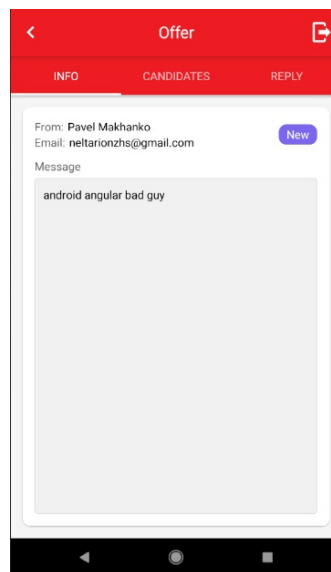 Offer
INFO CANDIDATES REPLY
From: Pavel Makhanko
New
Email: neltarionzhs@gmail.com
Message
android angular bad guy